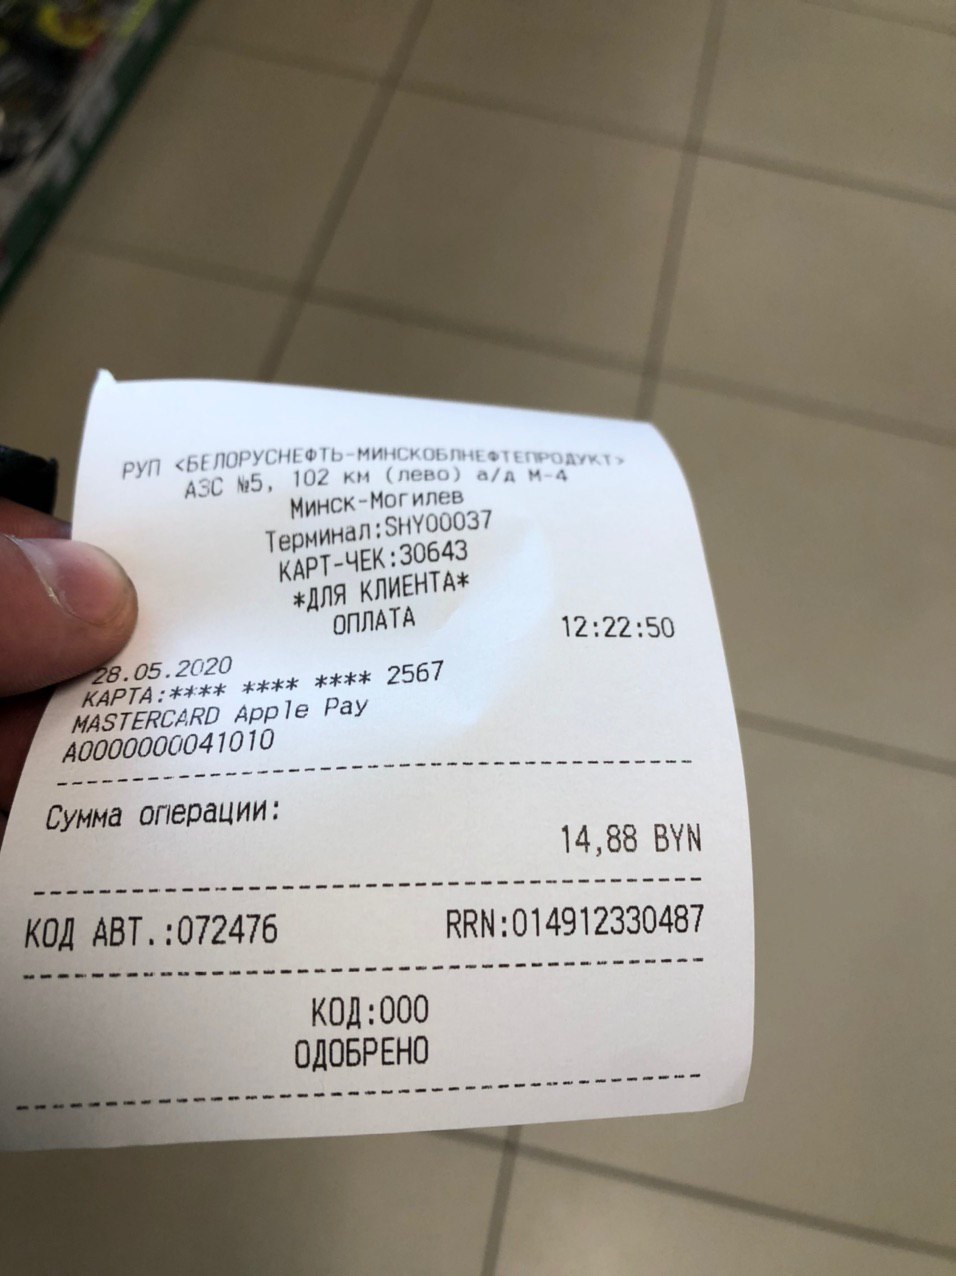 РУП <БЕЛОРУСНЕФТЬ-МИНСКОБЛНЕФТЕПРОДУКТ>
АЗС №5, 102 км (лево) а/д М-4
Минск-Могилев
Терминал:SHY00037
КАРТ-ЧЕК:30643
*ДЛЯ КЛИЕНТА*
ОПЛАТА
28.05.2020 12:22:50
КАРТА:**** **** **** 2567
MASTERCARD Apple Pay
A0000000041010
Сумма операции:
14,88 BYN
КОД АВТ.:072476 RRN:014912330487
КОД:000
ОДОБРЕНО